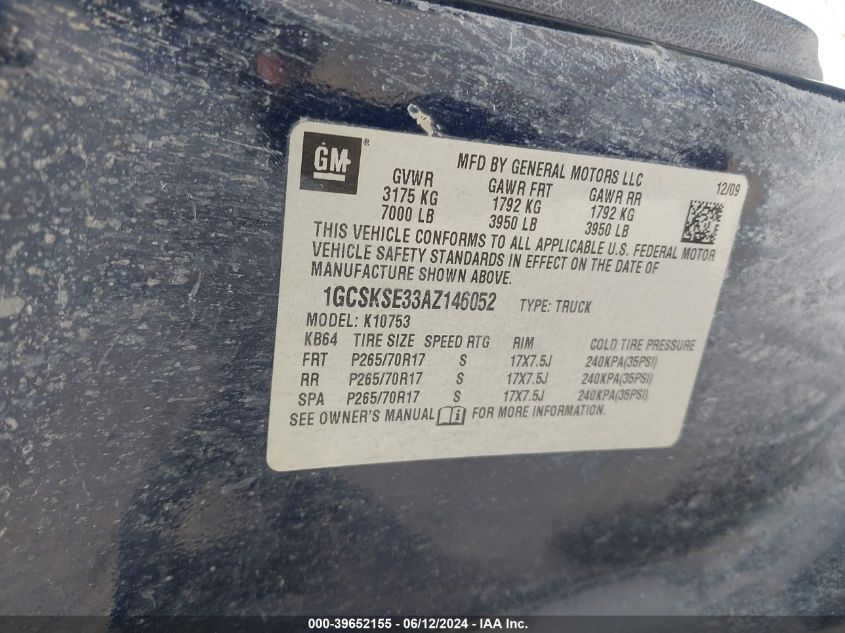 GM® MFD BY GENERAL MOTORS LLC 12/09
GVWR GAWR FRT GAWR RR
3175 KG 1792 KG 1792 KG
7000 LB 3950 LB 3950 LB
THIS VEHICLE CONFORMS TO ALL APPLICABLE U.S. FEDERAL MOTOR
VEHICLE SAFETY STANDARDS IN EFFECT ON THE DATE OF
MANUFACTURE SHOWN ABOVE.
1GCSKSE33AZ146052 TYPE: TRUCK
MODEL: K10753
KB64 TIRE SIZE SPEED RTG RIM COLD TIRE PRESSURE
FRT P265/70R17 S 17X7.5J 240KPA(35PSI)
RR P265/70R17 S 17X7.5J 240KPA(35PSI)
SPA P265/70R17 S 17X7.5J 240KPA(35PSI)
SEE OWNER'S MANUAL i FOR MORE INFORMATION.
000-39652155 - 06/12/2024 - IAA Inc.